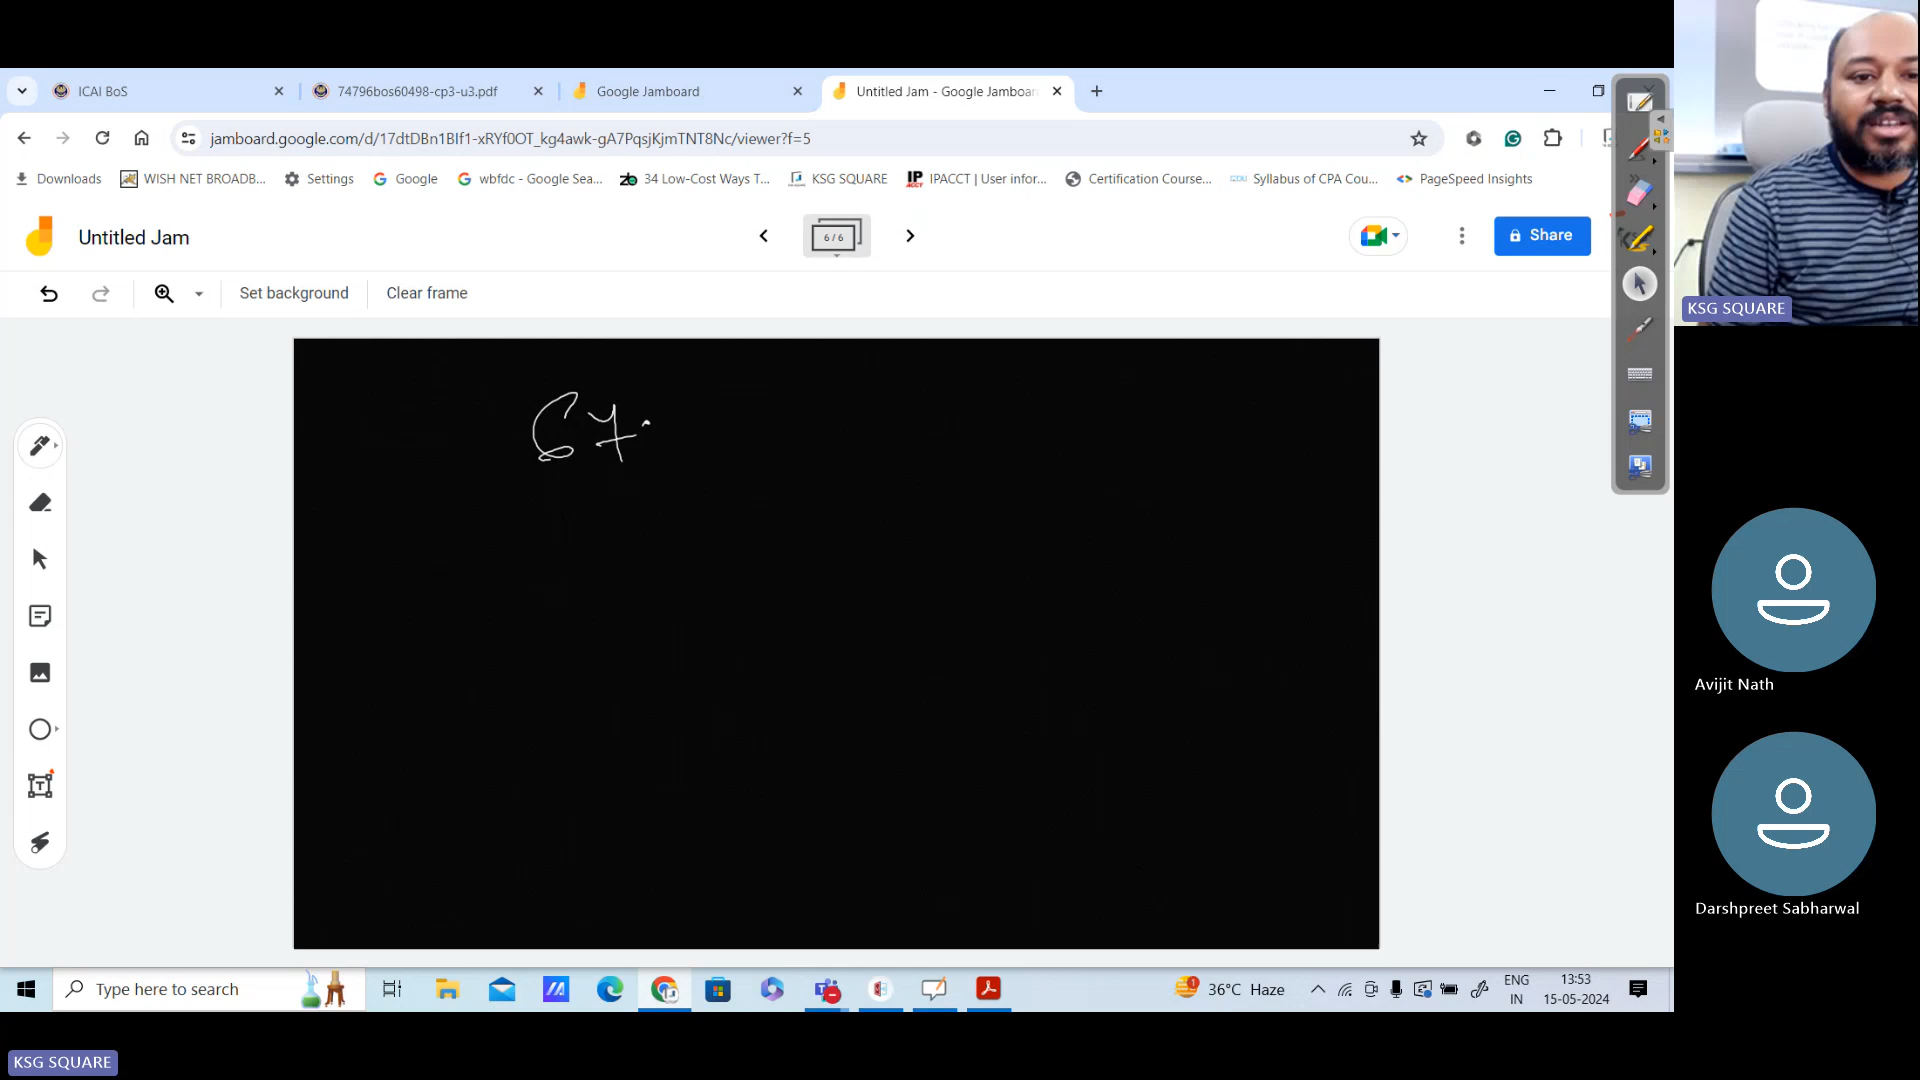 ICAI BoS
74796bos60498-cp3-u3.pdf
Google Jamboard
Untitled Jam - Google Jamboar
jamboard.google.com/d/17dtDBn1BIf1-xRYf0OT_kg4awk-gA7PqsjKjmTNT8Nc/viewer?f=5
Downloads
WISH NET BROADB...
Settings
Google
wbfdc - Google Sea...
34 Low-Cost Ways T...
KSG SQUARE
IPACCT | User infor...
Certification Course...
Syllabus of CPA Cou...
PageSpeed Insights
Untitled Jam
6 / 6
Share
Set background
Clear frame
67.
KSG SQUARE
Avijit Nath
Darshpreet Sabharwal
Type here to search
36°C Haze
ENG
IN
13:53
15-05-2024
KSG SQUARE